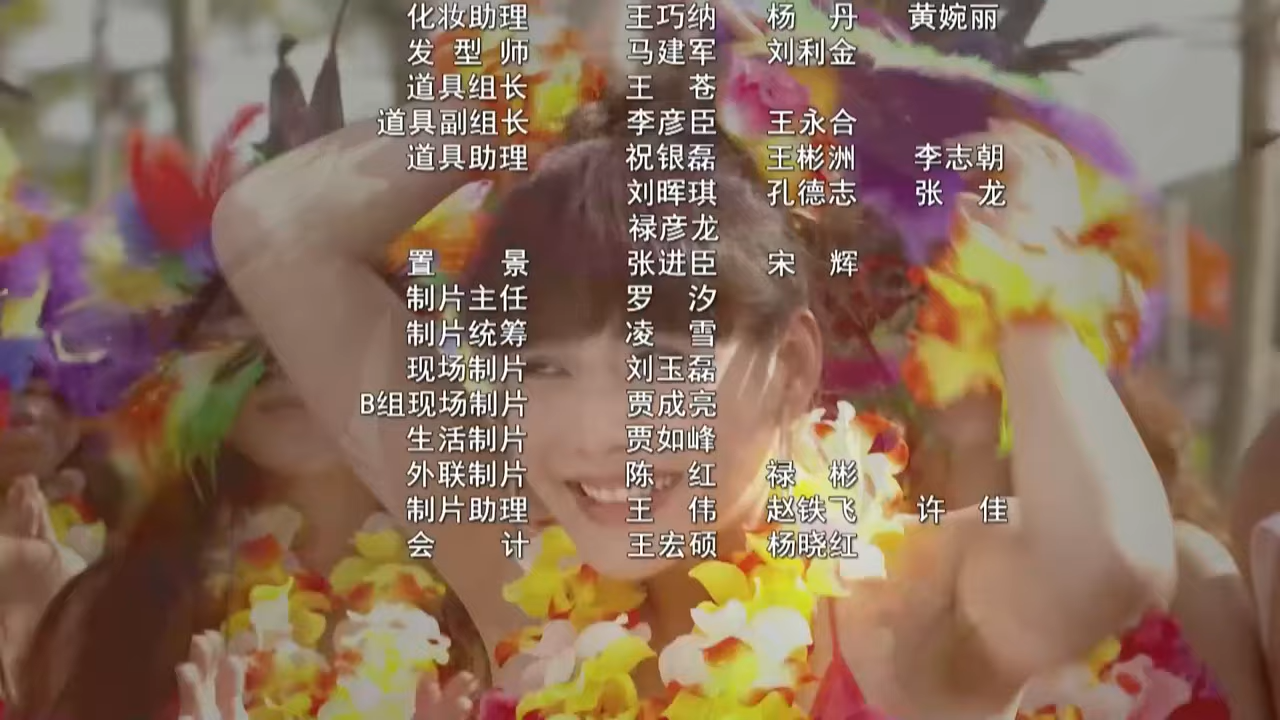 化妆助理 王巧纳 杨丹 黄婉丽
发型师 马建军 刘利金
道具组长 王苍
道具副组长 李彦臣 王永合
道具助理 祝银磊 王彬洲 李志朝
刘晖琪 孔德志 张龙
禄彦龙
置景 张进臣 宋辉
制片主任 罗汐
制片统筹 凌雪
现场制片 刘玉磊
B组现场制片 贾成亮
生活制片 贾如峰
外联制片 陈红 禄彬
制片助理 王伟 赵铁飞 许佳
会计 王宏硕 杨晓红